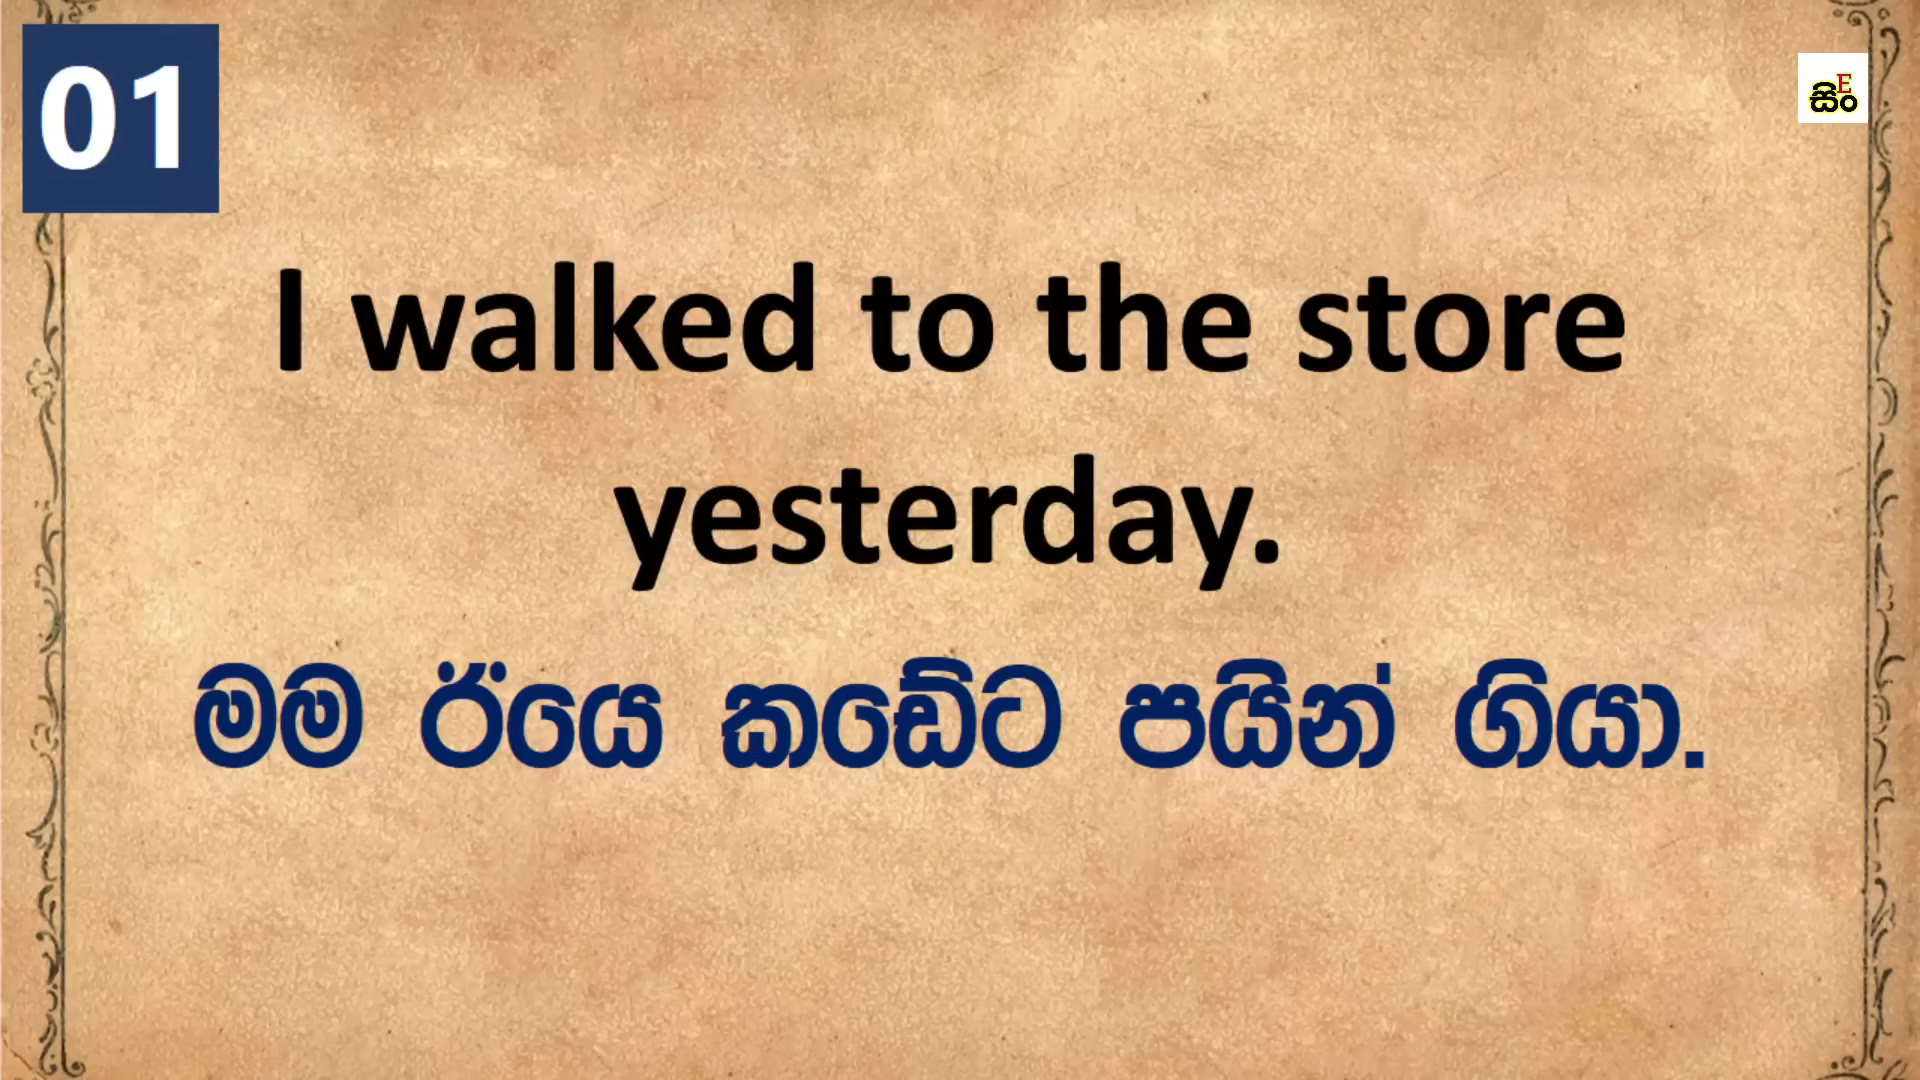 01
සිං
E
I walked to the store
yesterday.
මම ඊයෙ කඩේට පයින් ගියා.